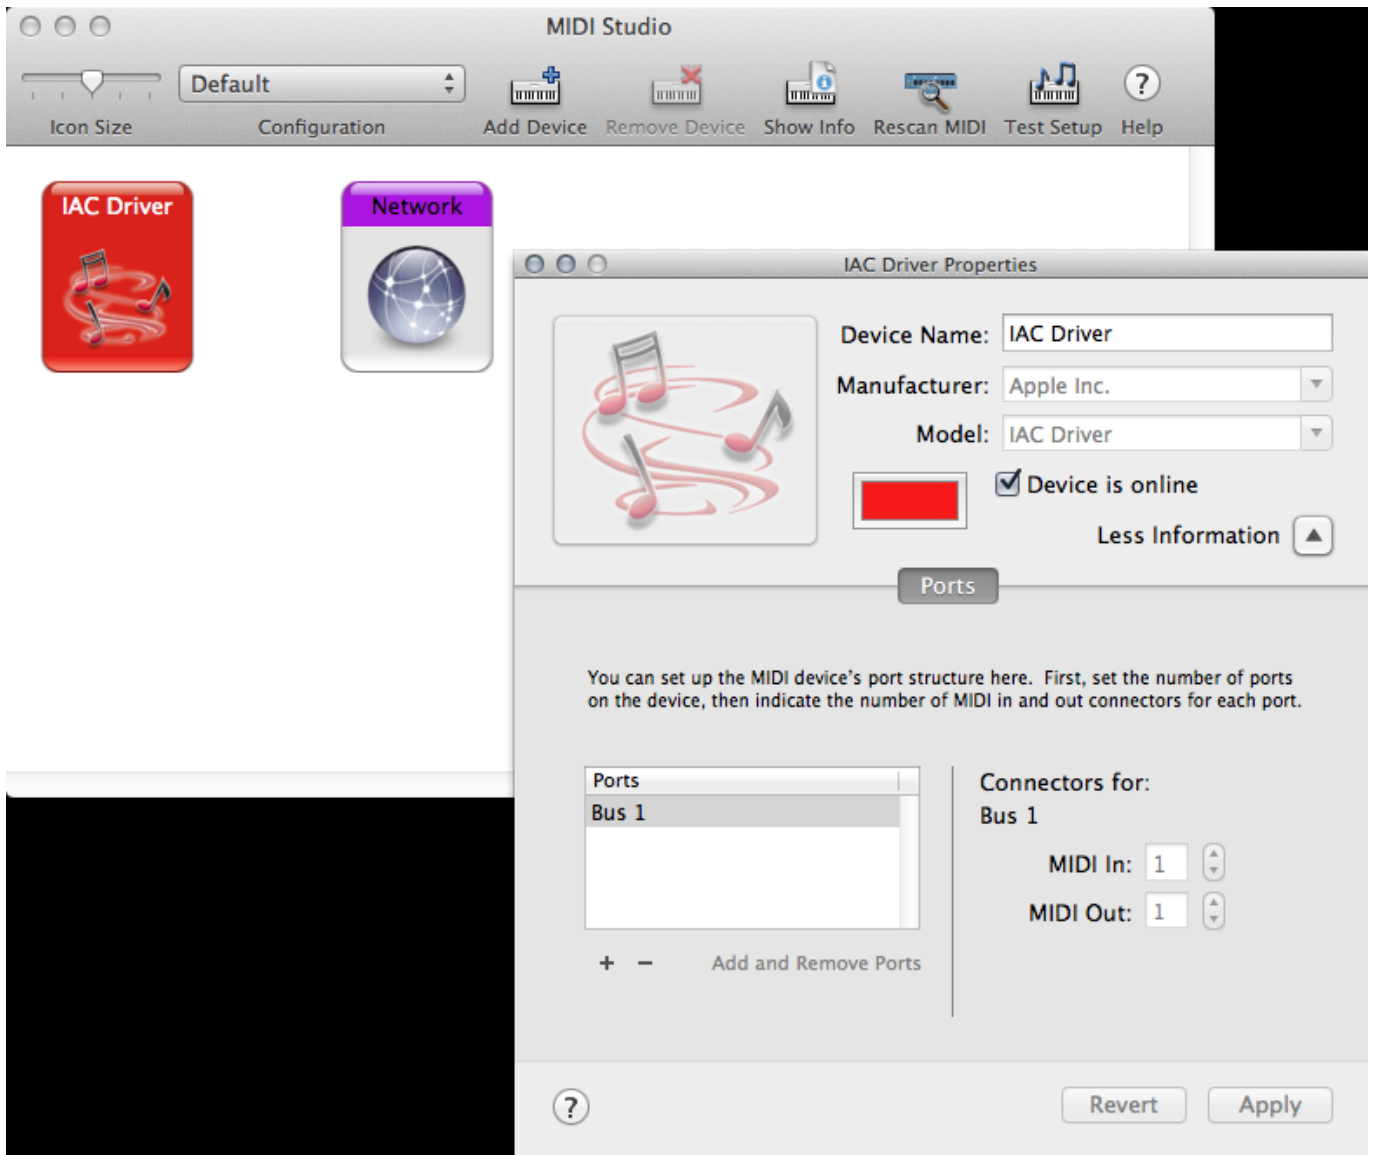 MIDI Studio
Default
Icon Size
Configuration
Add Device
Remove Device
Show Info
Rescan MIDI
Test Setup
?
Help
IAC Driver
Network
IAC Driver Properties
Device Name: IAC Driver
Manufacturer: Apple Inc.
Model: IAC Driver
Device is online
Less Information
Ports
You can set up the MIDI device's port structure here. First, set the number of ports
on the device, then indicate the number of MIDI in and out connectors for each port.
Ports
Bus 1
+ − Add and Remove Ports
Connectors for:
Bus 1
MIDI In: 1
MIDI Out: 1
?
Revert
Apply